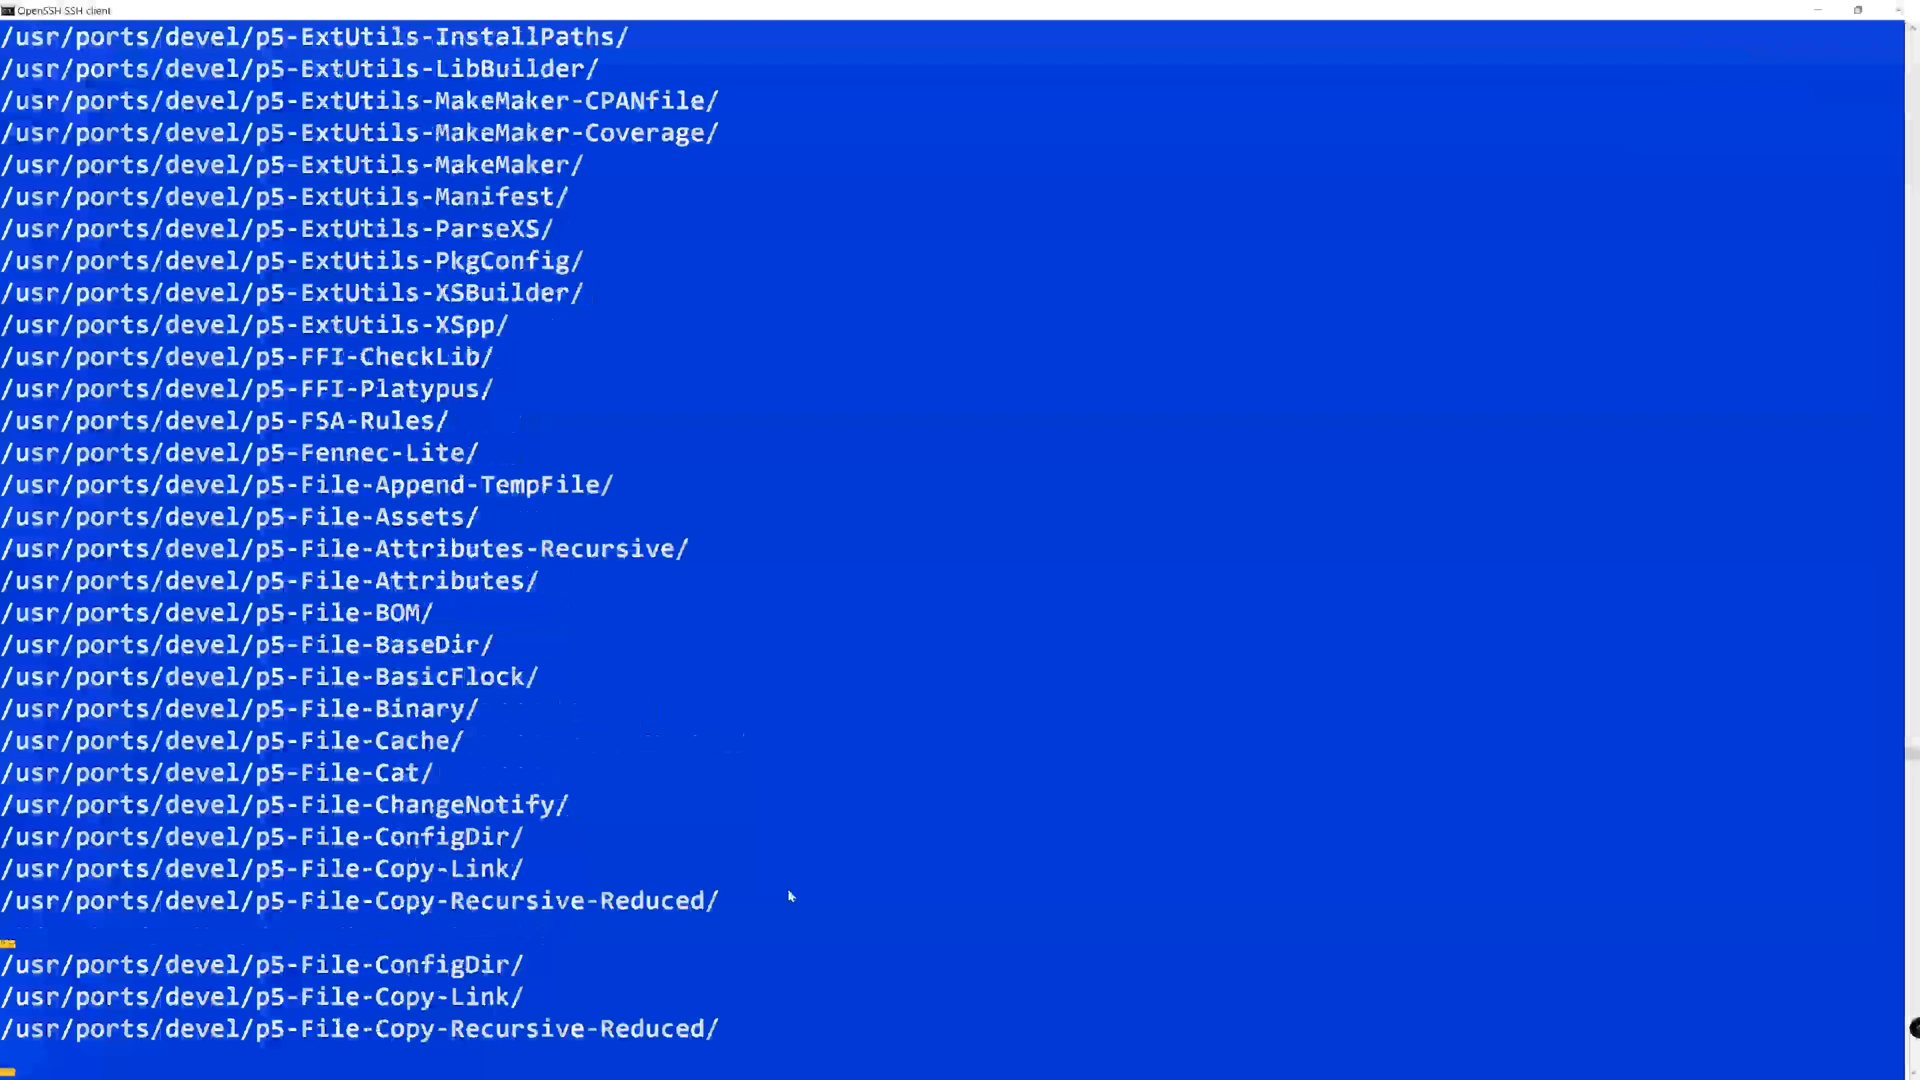 OpenSSH SSH client
/usr/ports/devel/p5-ExtUtils-InstallPaths/
/usr/ports/devel/p5-ExtUtils-LibBuilder/
/usr/ports/devel/p5-ExtUtils-MakeMaker-CPANfile/
/usr/ports/devel/p5-ExtUtils-MakeMaker-Coverage/
/usr/ports/devel/p5-ExtUtils-MakeMaker/
/usr/ports/devel/p5-ExtUtils-Manifest/
/usr/ports/devel/p5-ExtUtils-ParseXS/
/usr/ports/devel/p5-ExtUtils-PkgConfig/
/usr/ports/devel/p5-ExtUtils-XSBuilder/
/usr/ports/devel/p5-ExtUtils-XSpp/
/usr/ports/devel/p5-FFI-CheckLib/
/usr/ports/devel/p5-FFI-Platypus/
/usr/ports/devel/p5-FSA-Rules/
/usr/ports/devel/p5-Fennec-Lite/
/usr/ports/devel/p5-File-Append-TempFile/
/usr/ports/devel/p5-File-Assets/
/usr/ports/devel/p5-File-Attributes-Recursive/
/usr/ports/devel/p5-File-Attributes/
/usr/ports/devel/p5-File-BOM/
/usr/ports/devel/p5-File-BaseDir/
/usr/ports/devel/p5-File-BasicFlock/
/usr/ports/devel/p5-File-Binary/
/usr/ports/devel/p5-File-Cache/
/usr/ports/devel/p5-File-Cat/
/usr/ports/devel/p5-File-ChangeNotify/
/usr/ports/devel/p5-File-ConfigDir/
/usr/ports/devel/p5-File-Copy-Link/
/usr/ports/devel/p5-File-Copy-Recursive-Reduced/
/usr/ports/devel/p5-File-ConfigDir/
/usr/ports/devel/p5-File-Copy-Link/
/usr/ports/devel/p5-File-Copy-Recursive-Reduced/